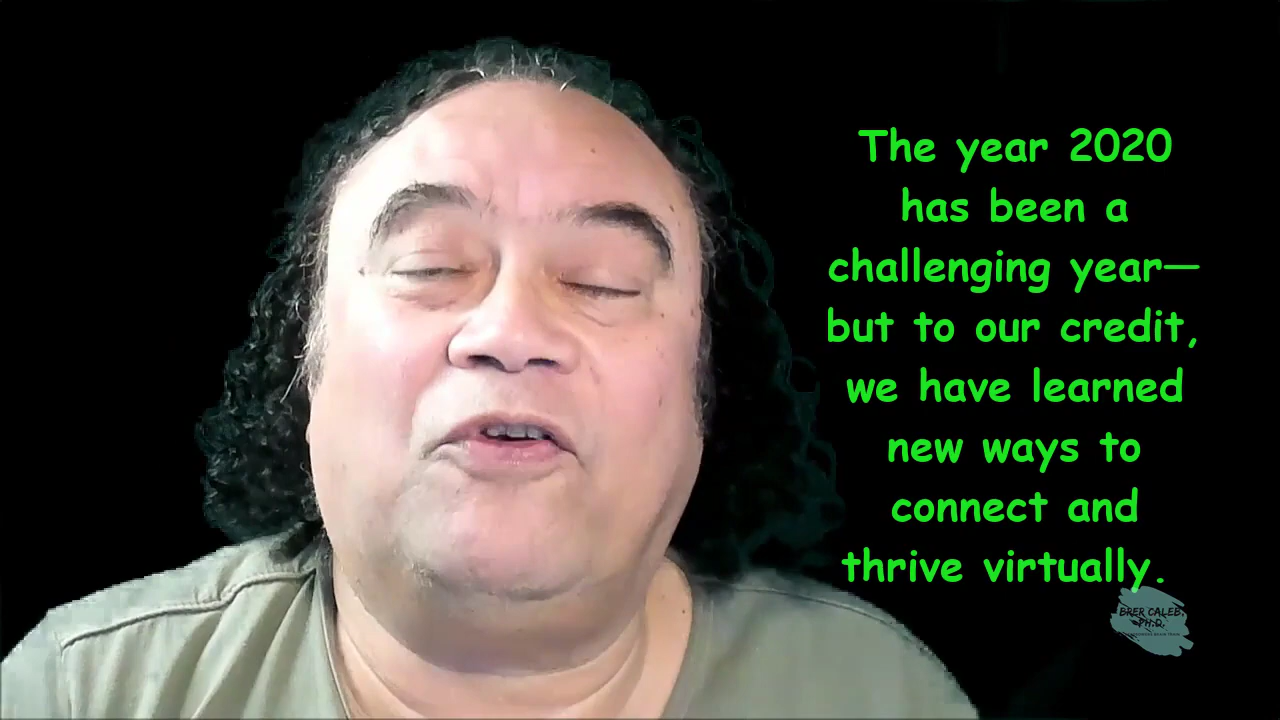 The year 2020
has been a
challenging year—
but to our credit,
we have learned
new ways to
connect and
thrive virtually.
BRER CALEB,
PH.D.